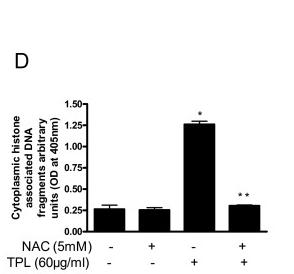 D
Cytoplasmic histone
associated DNA
fragments arbitrary
units (OD at 405nm)
1.50
1.25
1.00
0.75
0.50
0.25
0.00
*
**
NAC (5mM) - + - +
TPL (60μg/ml) - - + +